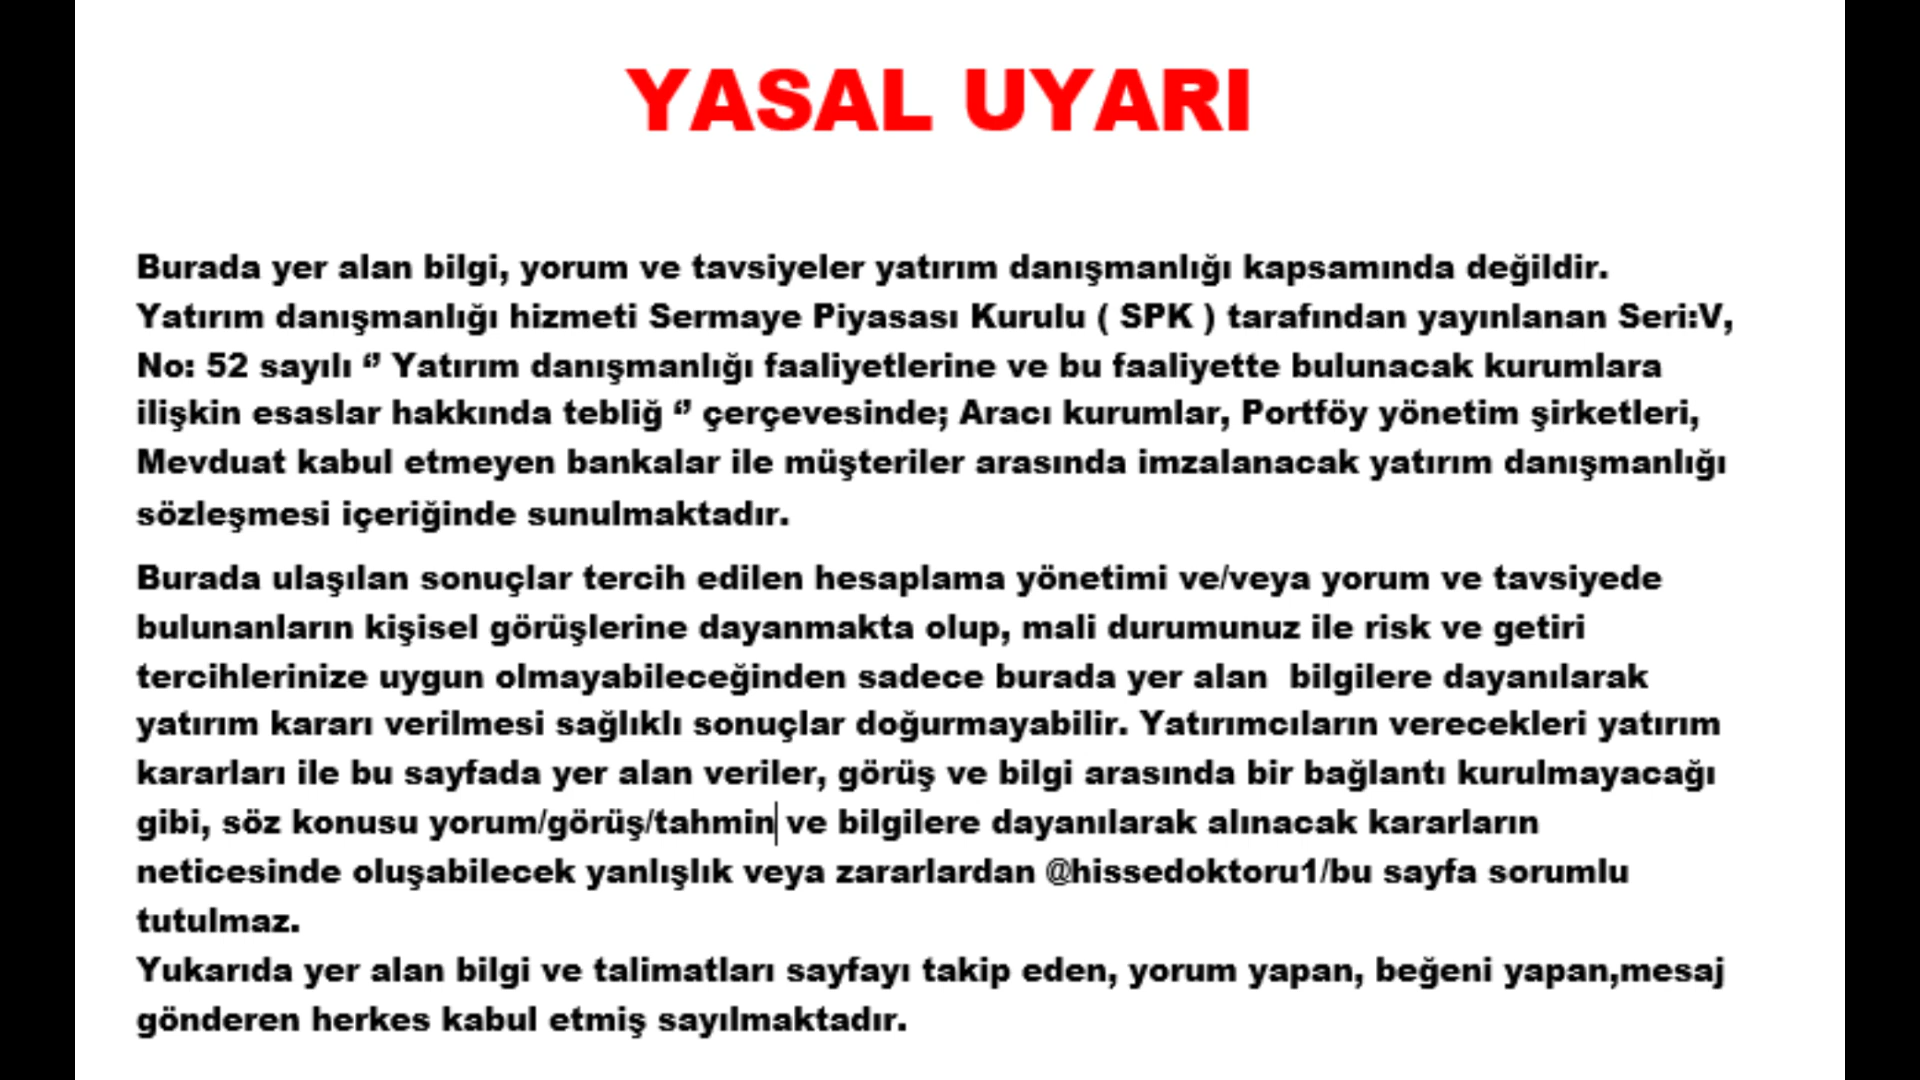 YASAL UYARI
Burada yer alan bilgi, yorum ve tavsiyeler yatırım danışmanlığı kapsamında değildir.
Yatırım danışmanlığı hizmeti Sermaye Piyasası Kurulu ( SPK ) tarafından yayınlanan Seri:V,
No: 52 sayılı “ Yatırım danışmanlığı faaliyetlerine ve bu faaliyette bulunacak kurumlara
ilişkin esaslar hakkında tebliğ “ çerçevesinde; Aracı kurumlar, Portföy yönetim şirketleri,
Mevduat kabul etmeyen bankalar ile müşteriler arasında imzalanacak yatırım danışmanlığı
sözleşmesi içeriğinde sunulmaktadır.
Burada ulaşılan sonuçlar tercih edilen hesaplama yönetimi ve/veya yorum ve tavsiyede
bulunanların kişisel görüşlerine dayanmakta olup, mali durumunuz ile risk ve getiri
tercihlerinize uygun olmayabileceğinden sadece burada yer alan  bilgilere dayanılarak
yatırım kararı verilmesi sağlıklı sonuçlar doğurmayabilir. Yatırımcıların verecekleri yatırım
kararları ile bu sayfada yer alan veriler, görüş ve bilgi arasında bir bağlantı kurulmayacağı
gibi, söz konusu yorum/görüş/tahmin ve bilgilere dayanılarak alınacak kararların
neticesinde oluşabilecek yanlışlık veya zararlardan @hissedoktoru1/bu sayfa sorumlu
tutulmaz.
Yukarıda yer alan bilgi ve talimatları sayfayı takip eden, yorum yapan, beğeni yapan,mesaj
gönderen herkes kabul etmiş sayılmaktadır.